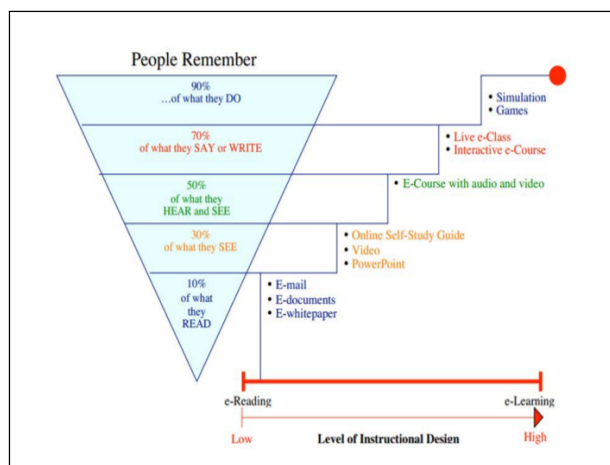 People Remember
90%
...of what they DO
• Simulation
• Games
70%
of what they SAY or WRITE
• Live e-Class
• Interactive e-Course
50%
of what they
HEAR and SEE
• E-Course with audio and video
30%
of what they SEE
• Online Self-Study Guide
• Video
• PowerPoint
10%
of what
they
READ
• E-mail
• E-documents
• E-whitepaper
e-Reading
e-Learning
Low
Level of Instructional Design
High